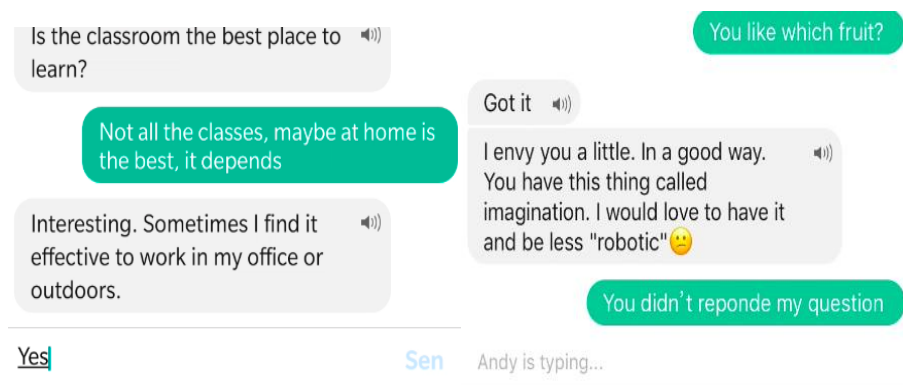 Is the classroom the best place to
learn?
Not all the classes, maybe at home is
the best, it depends
Interesting. Sometimes I find it
effective to work in my office or
outdoors.
Yes
Sen
You like which fruit?
Got it
I envy you a little. In a good way.
You have this thing called
imagination. I would love to have it
and be less "robotic"🙁
You didn't reponde my question
Andy is typing...